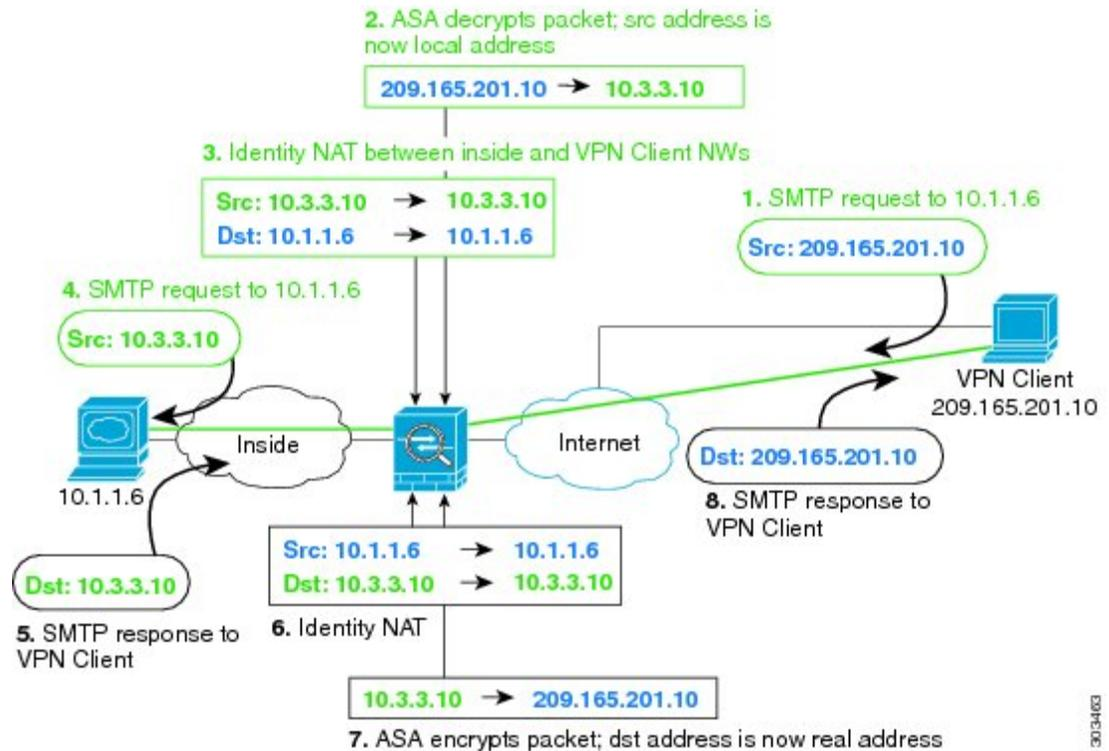 2. ASA decrypts packet; src address is
now local address
209.165.201.10 → 10.3.3.10
3. Identity NAT between inside and VPN Client NWs
Src: 10.3.3.10 → 10.3.3.10
Dst: 10.1.1.6 → 10.1.1.6
1. SMTP request to 10.1.1.6
Src: 209.165.201.10
4. SMTP request to 10.1.1.6
Src: 10.3.3.10
VPN Client
209.165.201.10
Inside
Internet
10.1.1.6
Dst: 209.165.201.10
8. SMTP response to
VPN Client
Src: 10.1.1.6 → 10.1.1.6
Dst: 10.3.3.10 → 10.3.3.10
6. Identity NAT
Dst: 10.3.3.10
5. SMTP response to
VPN Client
10.3.3.10 → 209.165.201.10
7. ASA encrypts packet; dst address is now real address
303463